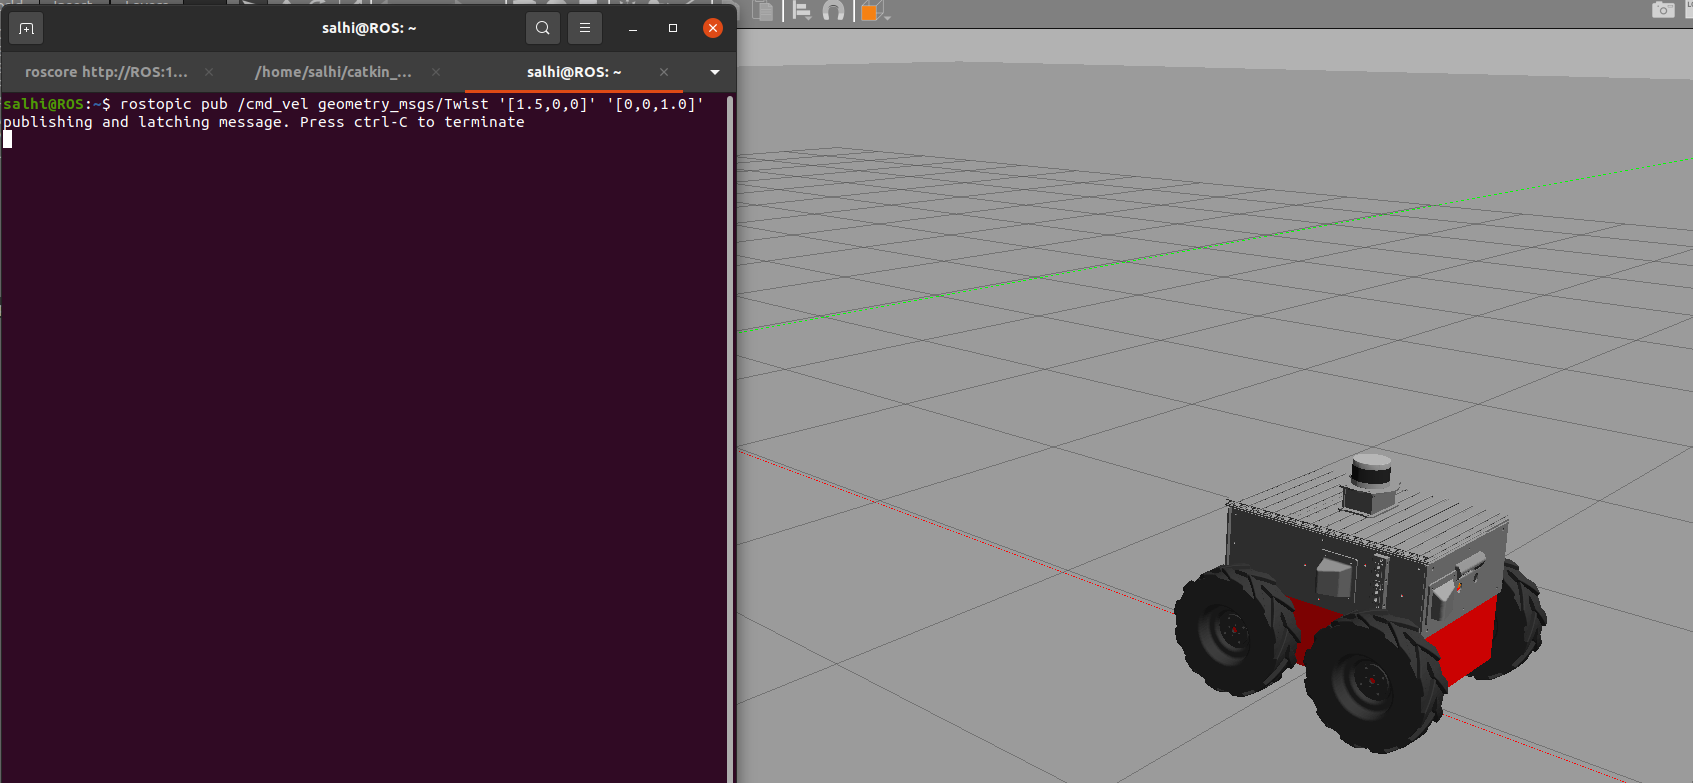 salhi@ROS: ~
roscore http://ROS:1... /home/salhi/catkin_... salhi@ROS: ~
salhi@ROS:~$ rostopic pub /cmd_vel geometry_msgs/Twist '[1.5,0,0]' '[0,0,1.0]'
publishing and latching message. Press ctrl-C to terminate